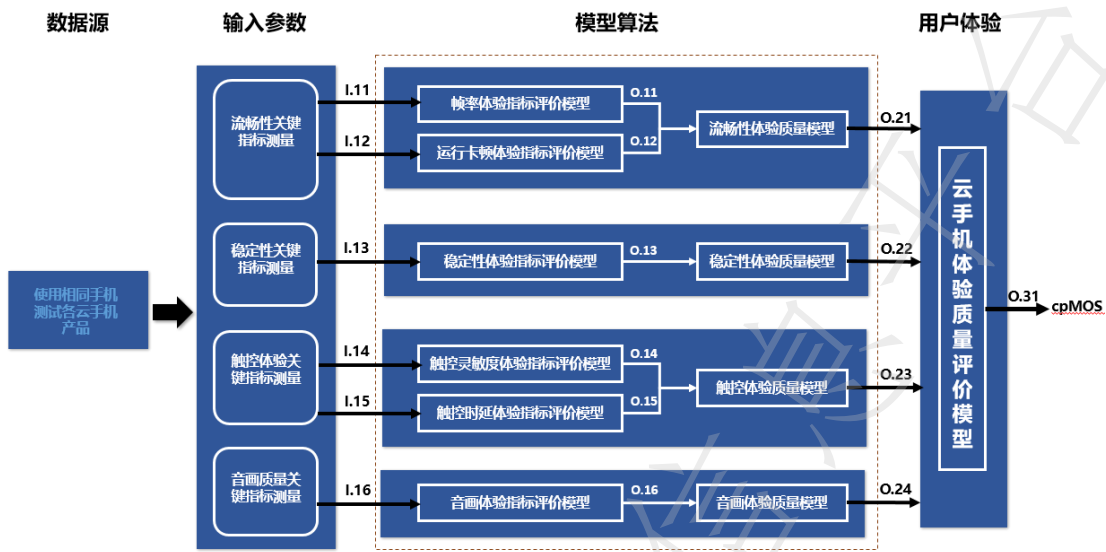 数据源
输入参数
模型算法
用户体验
使用相同手机
测试各云手机
产品
流畅性关键
指标测量
稳定性关键
指标测量
触控体验关
键指标测量
音画质量关
键指标测量
I.11
I.12
I.13
I.14
I.15
I.16
帧率体验指标评价模型
运行卡顿体验指标评价模型
O.11
O.12
流畅性体验质量模型
O.21
稳定性体验指标评价模型
O.13
稳定性体验质量模型
O.22
触控灵敏度体验指标评价模型
触控时延体验指标评价模型
O.14
O.15
触控体验质量模型
O.23
音画体验指标评价模型
O.16
音画体验质量模型
O.24
云手机体验质量评价模型
O.31
cpMOS